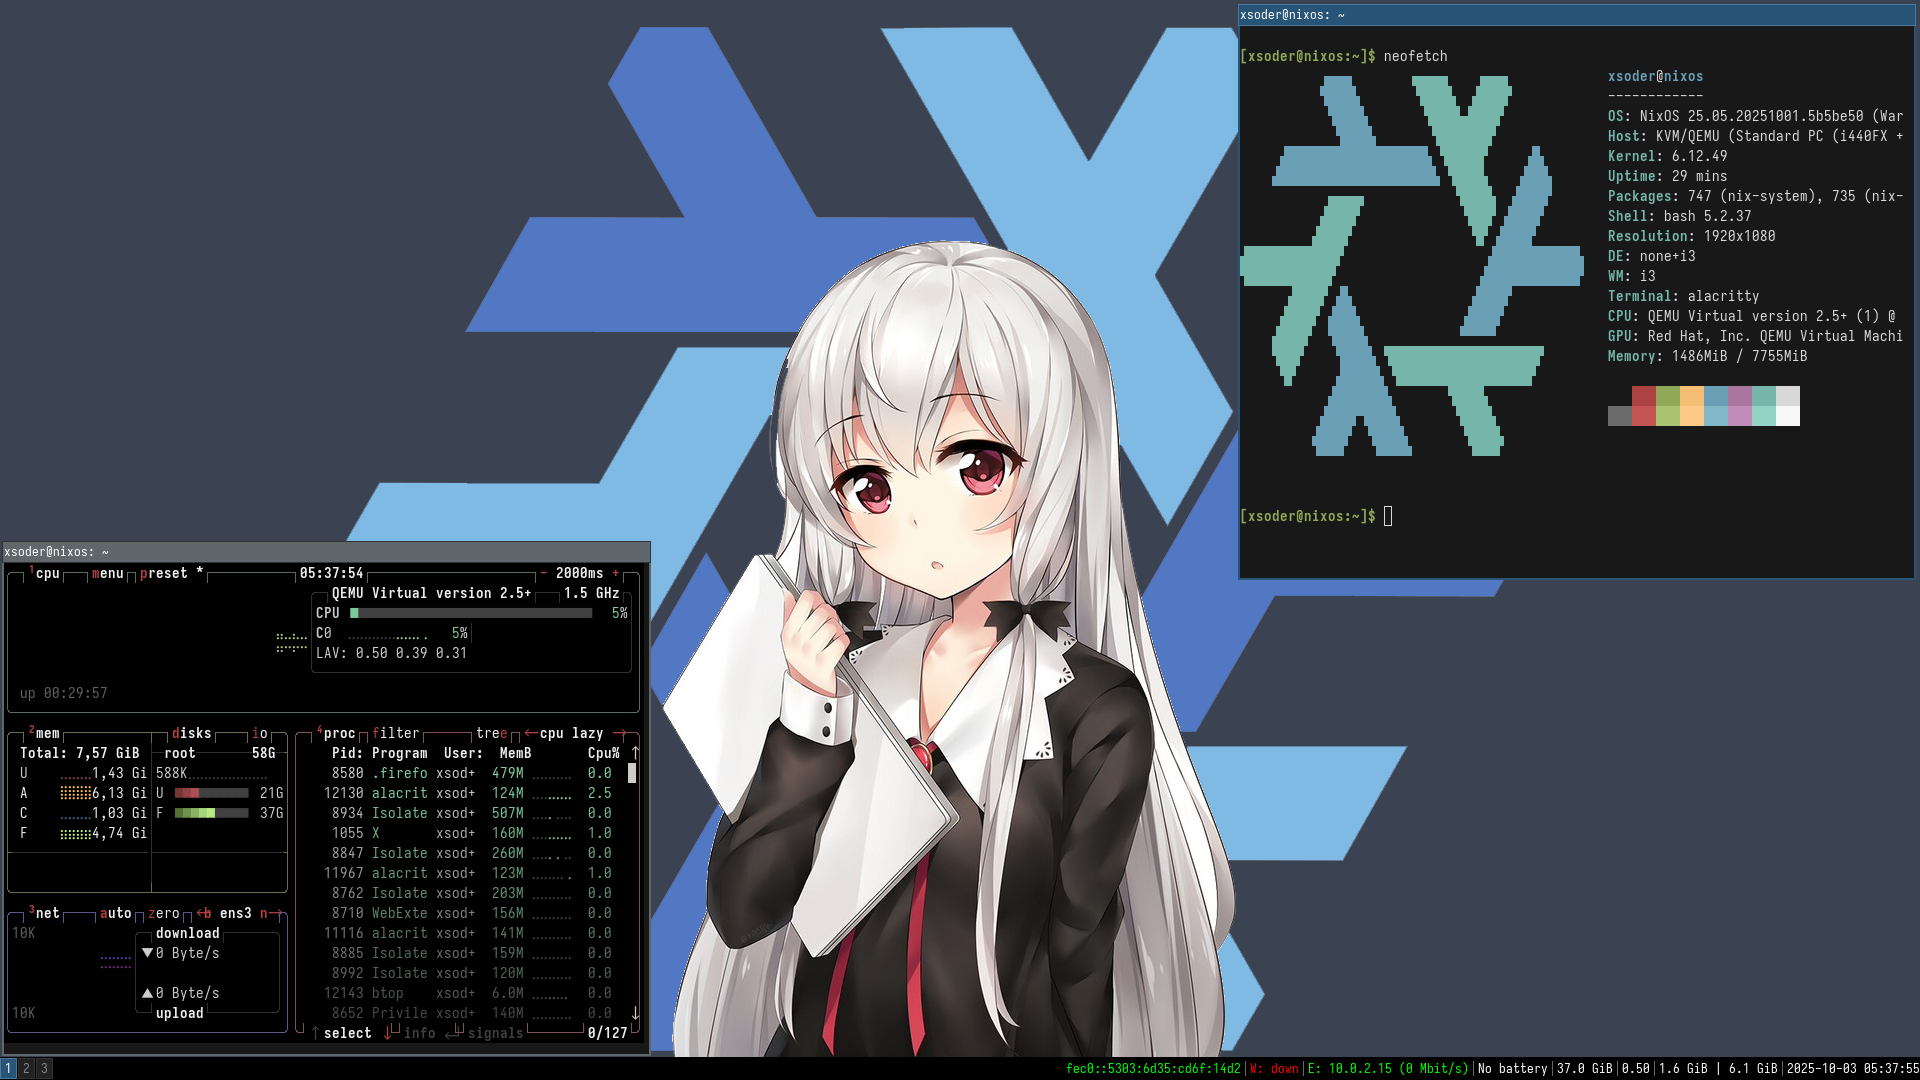 xsoder@nixos: ~
[xsoder@nixos:~]$ neofetch
xsoder@nixos
------------
OS: NixOS 25.05.20251001.5b5be50 (War
Host: KVM/QEMU (Standard PC (i440FX +
Kernel: 6.12.49
Uptime: 29 mins
Packages: 747 (nix-system), 735 (nix-
Shell: bash 5.2.37
Resolution: 1920x1080
DE: none+i3
WM: i3
Terminal: alacritty
CPU: QEMU Virtual version 2.5+ (1) @
GPU: Red Hat, Inc. QEMU Virtual Machi
Memory: 1486MiB / 7755MiB
[xsoder@nixos:~]$
xsoder@nixos: ~
1cpu menu preset * 05:37:54 - 2000ms +
QEMU Virtual version 2.5+ 1.5 GHz
CPU 5%
C0 5%
LAV: 0.50 0.39 0.31
up 00:29:57
2mem disks io
Total: 7,57 GiB root 58G
U 1,43 Gi 588K
A 6,13 Gi U 21G
C 1,03 Gi F 37G
F 4,74 Gi
3net auto zero <b ens3 n→
10K download
▼0 Byte/s
▲0 Byte/s
10K upload
4proc filter tree ←cpu lazy →
Pid: Program User: MemB Cpu% ↑
8580 .firefo xsod+ 479M 0.0
12130 alacrit xsod+ 124M 2.5
8934 Isolate xsod+ 507M 0.0
1055 X xsod+ 160M 1.0
8847 Isolate xsod+ 260M 0.0
11967 alacrit xsod+ 123M 1.0
8762 Isolate xsod+ 203M 0.0
8710 WebExte xsod+ 156M 0.0
11116 alacrit xsod+ 141M 0.0
8885 Isolate xsod+ 159M 0.0
8992 Isolate xsod+ 120M 0.0
12143 btop xsod+ 6.0M 0.0
8652 Privile xsod+ 140M 0.0 ↓
↑ select ↓ info ↵ signals 0/127
1 2 3
fec0::5303:6d35:cd6f:14d2|W: down|E: 10.0.2.15 (0 Mbit/s)|No battery|37.0 GiB|0.50|1.6 GiB | 6.1 GiB|2025-10-03 05:37:55